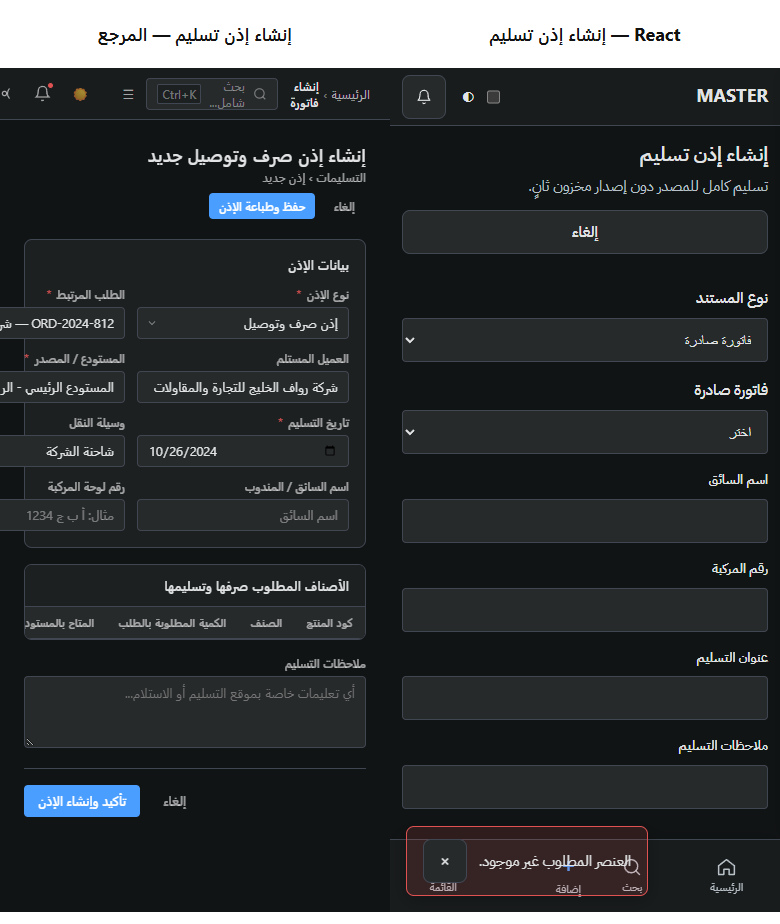 React — إنشاء إذن تسليم
MASTER
إنشاء إذن تسليم
تسليم كامل للمصدر دون إصدار مخزون ثانٍ.
إلغاء
نوع المستند
فاتورة صادرة
فاتورة صادرة
اختر
اسم السائق
رقم المركبة
عنوان التسليم
ملاحظات التسليم
العنصر المطلوب غير موجود.
×
الرئيسية
بحث
إضافة
القائمة
إنشاء إذن تسليم — المرجع
الرئيسية › إنشاء فاتورة
بحث شامل...
Ctrl+K
إنشاء إذن صرف وتوصيل جديد
التسليمات › إذن جديد
إلغاء
حفظ وطباعة الإذن
بيانات الإذن
نوع الإذن *
الطلب المرتبط *
إذن صرف وتوصيل
ORD-2024-812 —
العميل المستلم
المستودع / المصدر *
شركة رواف الخليج للتجارة والمقاولات
المستودع الرئيسي -
تاريخ التسليم *
وسيلة النقل
10/26/2024
شاحنة الشركة
اسم السائق / المندوب
رقم لوحة المركبة
اسم السائق
مثال: أ ب ج 1234
الأصناف المطلوب صرفها وتسليمها
كود المنتج
الصنف
الكمية المطلوبة بالطلب
المتاح بالمستود
ملاحظات التسليم
أي تعليمات خاصة بموقع التسليم أو الاستلام...
إلغاء
تأكيد وإنشاء الإذن